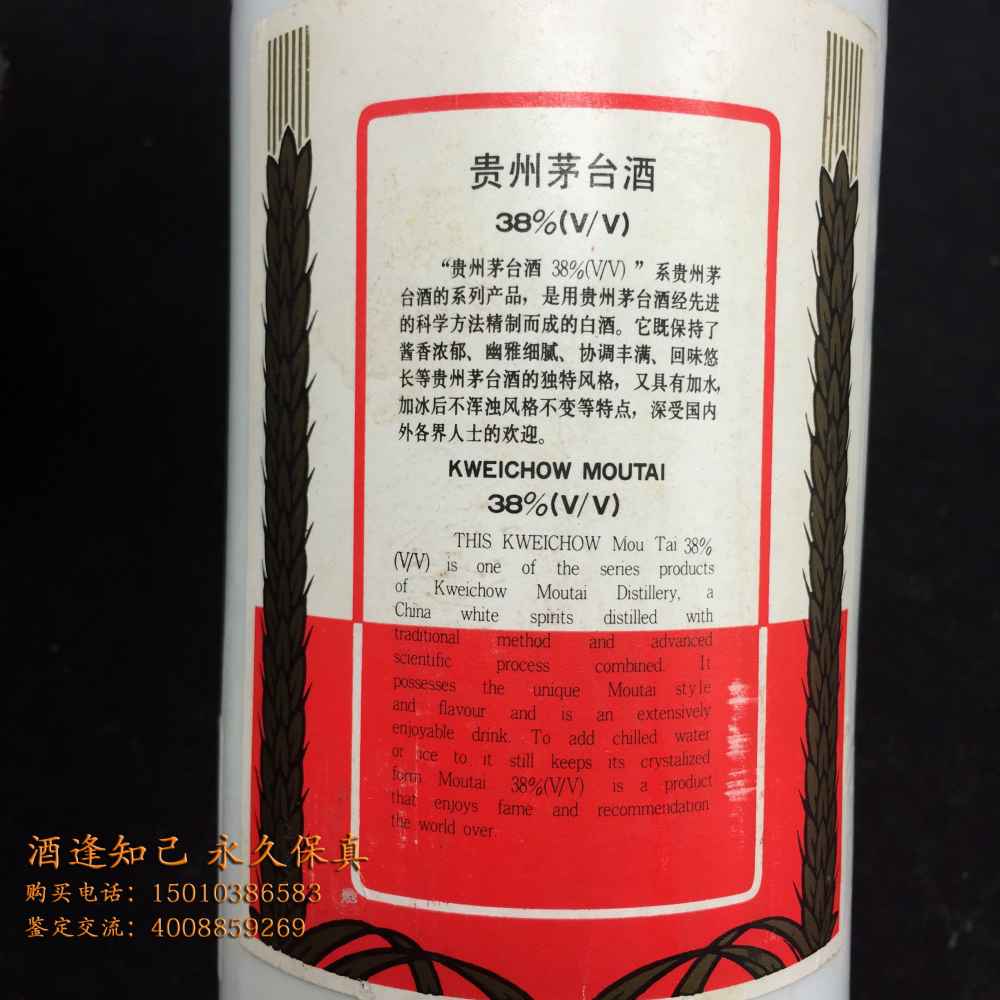 贵州茅台酒
38%(V/V)
“贵州茅台酒 38%(V/V)”系贵州茅
台酒的系列产品，是用贵州茅台酒经先进
的科学方法精制而成的白酒。它既保持了
酱香浓郁、幽雅细腻、协调丰满、回味悠
长等贵州茅台酒的独特风格，又具有加水，
加冰后不浑浊风格不变等特点，深受国内
外各界人士的欢迎。
KWEICHOW MOUTAI
38%(V/V)
THIS KWEICHOW Mou Tai 38%
(V/V) is one of the series products
of Kweichow Moutai Distillery, a
China white spirits distilled with
traditional method and advanced
scientific process combined. It
possesses the unique Moutai style
and flavour and is an extensively
enjoyable drink. To add chilled water
or ice to it still keeps its crystalized
form Moutai 38%(V/V) is a product
that enjoys fame and recommendation
the world over.
酒逢知己 永久保真
购买电话：15010386583
鉴定交流：4008859269